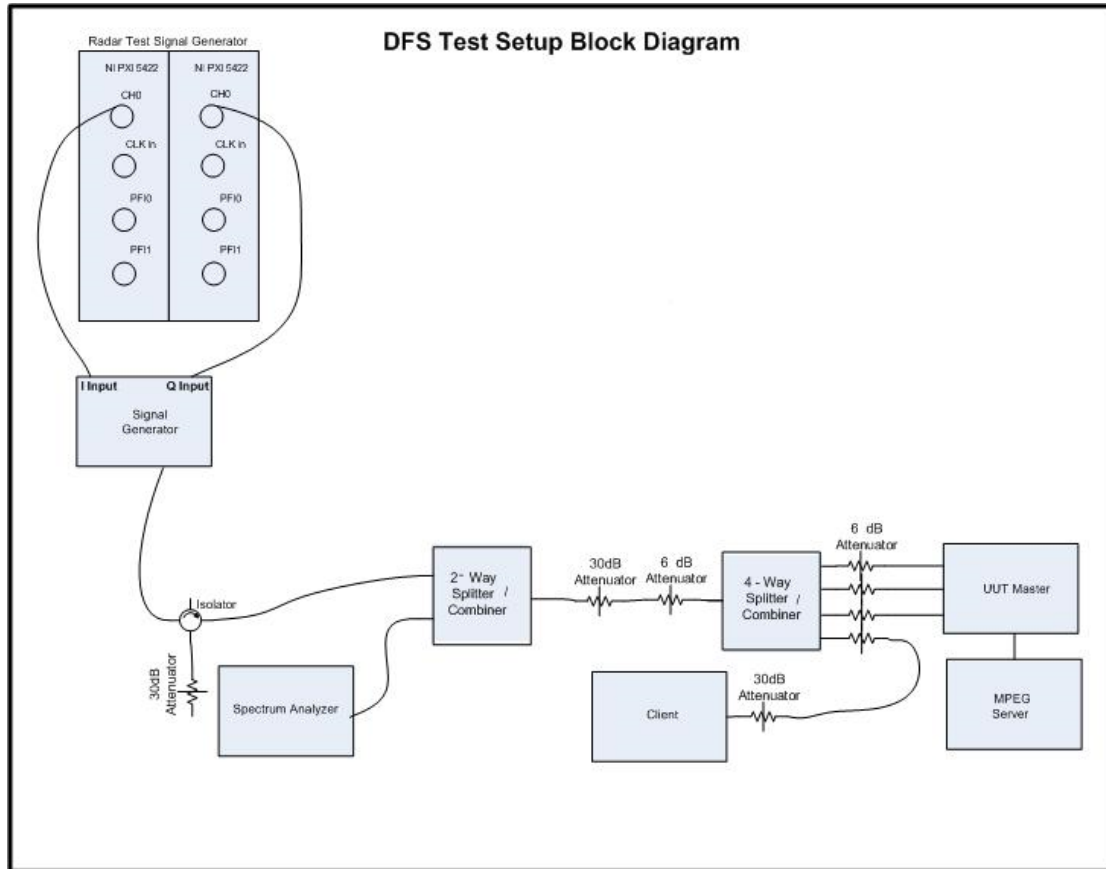 DFS Test Setup Block Diagram
Radar Test Signal Generator
NI PXI 5422
NI PXI 5422
CH0
CH0
CLK In
CLK In
PFI0
PFI0
PFI1
PFI1
I Input
Q Input
Signal
Generator
Isolator
30dB
Attenuator
Spectrum Analyzer
2- Way
Splitter /
Combiner
30dB
Attenuator
6 dB
Attenuator
4 - Way
Splitter /
Combiner
6 dB
Attenuator
UUT Master
MPEG
Server
30dB
Attenuator
Client